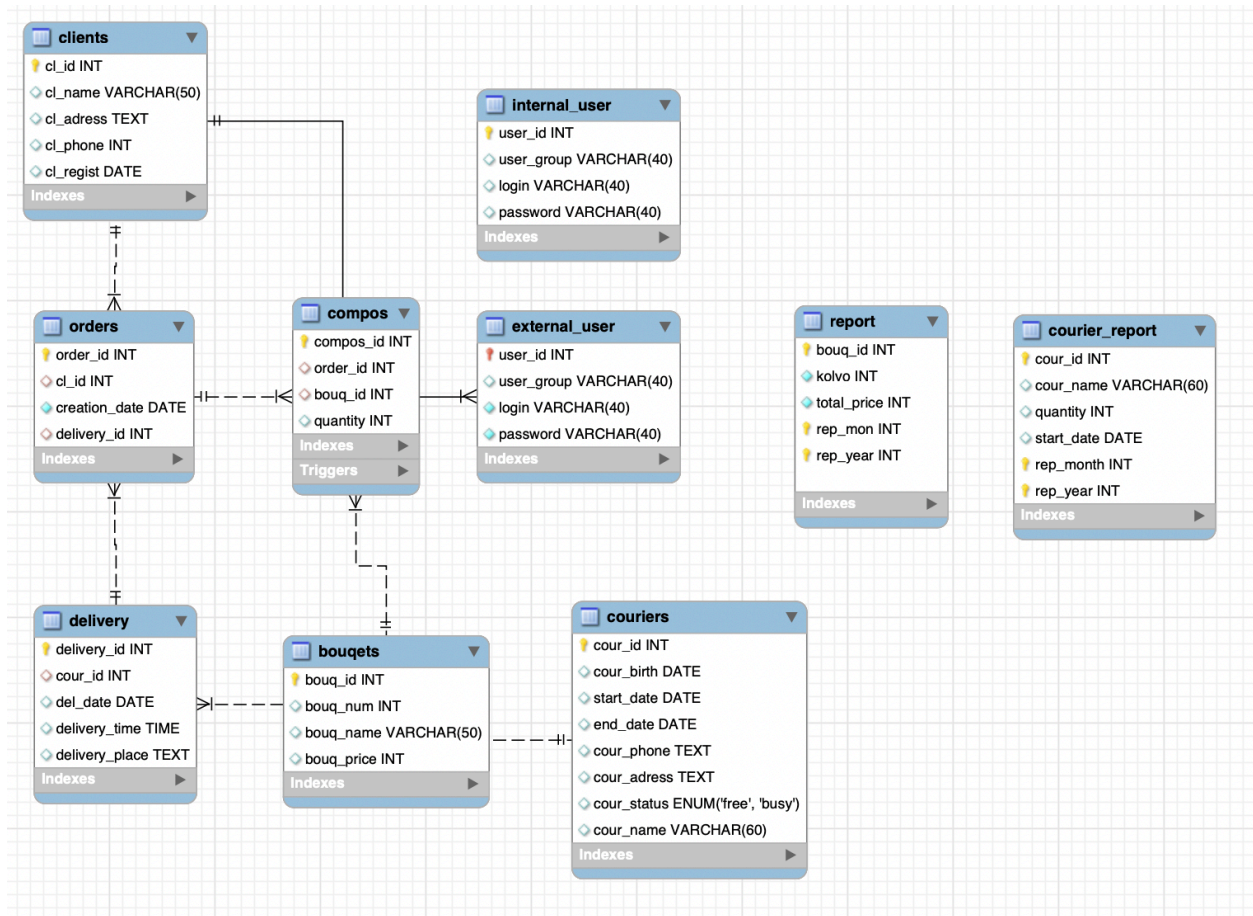 clients
cl_id INT
cl_name VARCHAR(50)
cl_adress TEXT
cl_phone INT
cl_regist DATE
Indexes
internal_user
user_id INT
user_group VARCHAR(40)
login VARCHAR(40)
password VARCHAR(40)
Indexes
orders
order_id INT
cl_id INT
creation_date DATE
delivery_id INT
Indexes
compos
compos_id INT
order_id INT
bouq_id INT
quantity INT
Indexes
Triggers
external_user
user_id INT
user_group VARCHAR(40)
login VARCHAR(40)
password VARCHAR(40)
Indexes
report
bouq_id INT
kolvo INT
total_price INT
rep_mon INT
rep_year INT
Indexes
courier_report
cour_id INT
cour_name VARCHAR(60)
quantity INT
start_date DATE
rep_month INT
rep_year INT
Indexes
delivery
delivery_id INT
cour_id INT
del_date DATE
delivery_time TIME
delivery_place TEXT
Indexes
bouqets
bouq_id INT
bouq_num INT
bouq_name VARCHAR(50)
bouq_price INT
Indexes
couriers
cour_id INT
cour_birth DATE
start_date DATE
end_date DATE
cour_phone TEXT
cour_adress TEXT
cour_status ENUM('free', 'busy')
cour_name VARCHAR(60)
Indexes